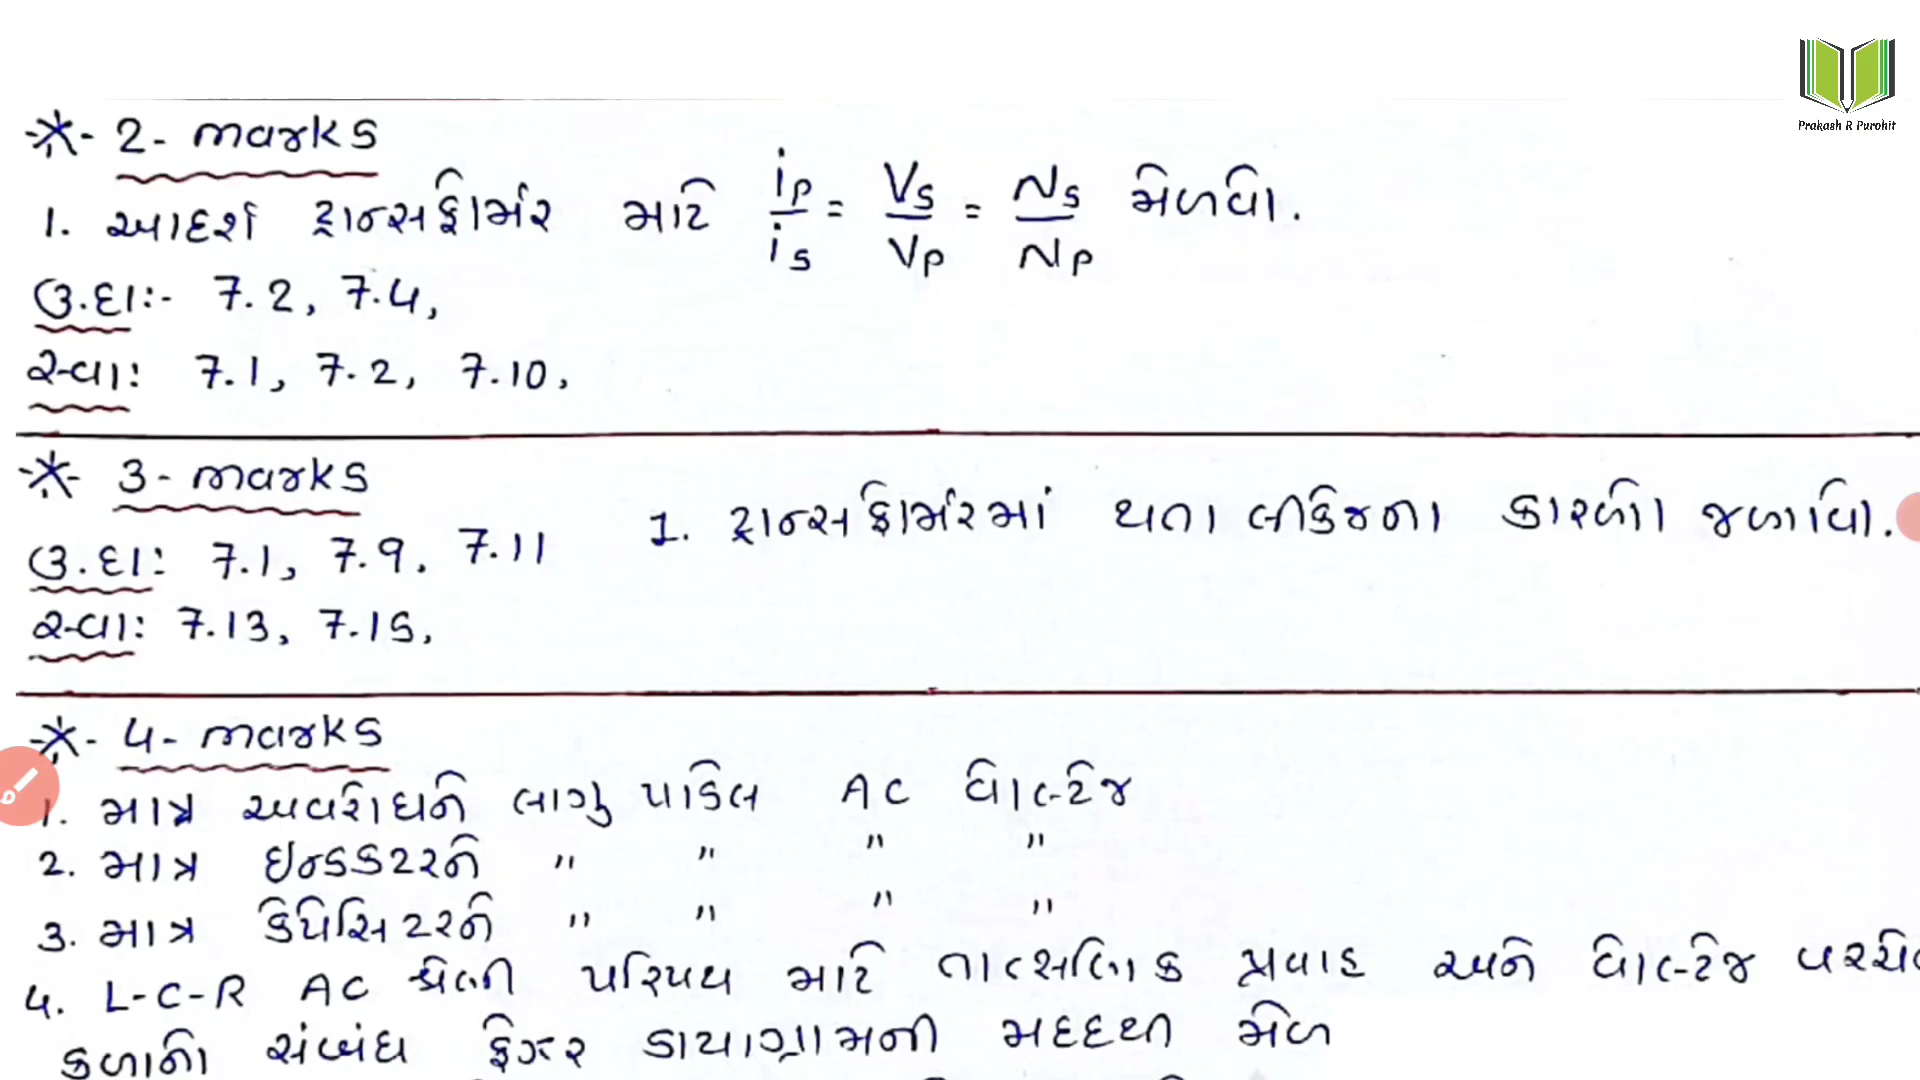 Prakash R Purohit
-*- 2- marks
1. આદર્શ ટ્રાન્સફોર્મર માટે iP/iS = VS/VP = NS/NP મેળવો.
ઉ.દા:- 7.2, 7.4,
સ્વા: 7.1, 7.2, 7.10,
-*- 3- marks
ઉ.દા: 7.1, 7.9, 7.11
1. ટ્રાન્સફોર્મરમાં થતા લીકેજના કારણો જણાવો.
સ્વા: 7.13, 7.15,
-*- 4- marks
1. માત્ર અવરોધને લાગુ પાડેલ AC વોલ્ટેજ
2. માત્ર ઇન્ડક્ટરને " " " "
3. માત્ર કેપેસિટરને " " " "
4. L-C-R AC શ્રેણી પરિપથ માટે તાત્ક્ષણિક પ્રવાહ અને વોલ્ટેજ વચ્ચે
કળાનો સંબંધ ફેઝર ડાયાગ્રામની મદદથી મેળ